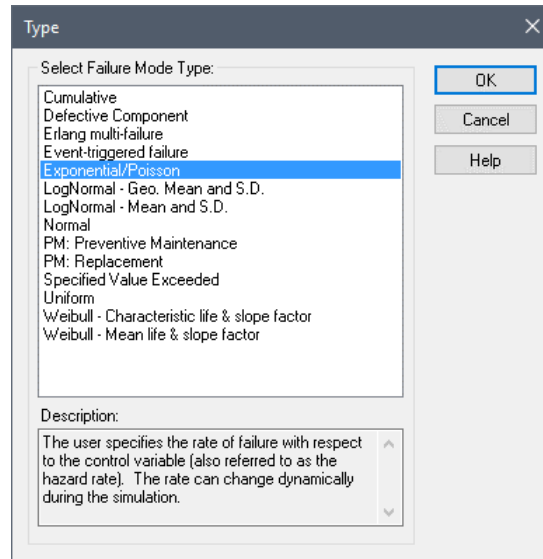 Type
Select Failure Mode Type:
OK
Cumulative
Defective Component
Cancel
Erlang multi-failure
Event-triggered failure
Help
Exponential/Poisson
LogNormal - Geo. Mean and S.D.
LogNormal - Mean and S.D.
Normal
PM: Preventive Maintenance
PM: Replacement
Specified Value Exceeded
Uniform
Weibull - Characteristic life & slope factor
Weibull - Mean life & slope factor
Description:
The user specifies the rate of failure with respect
to the control variable (also referred to as the
hazard rate).  The rate can change dynamically
during the simulation.